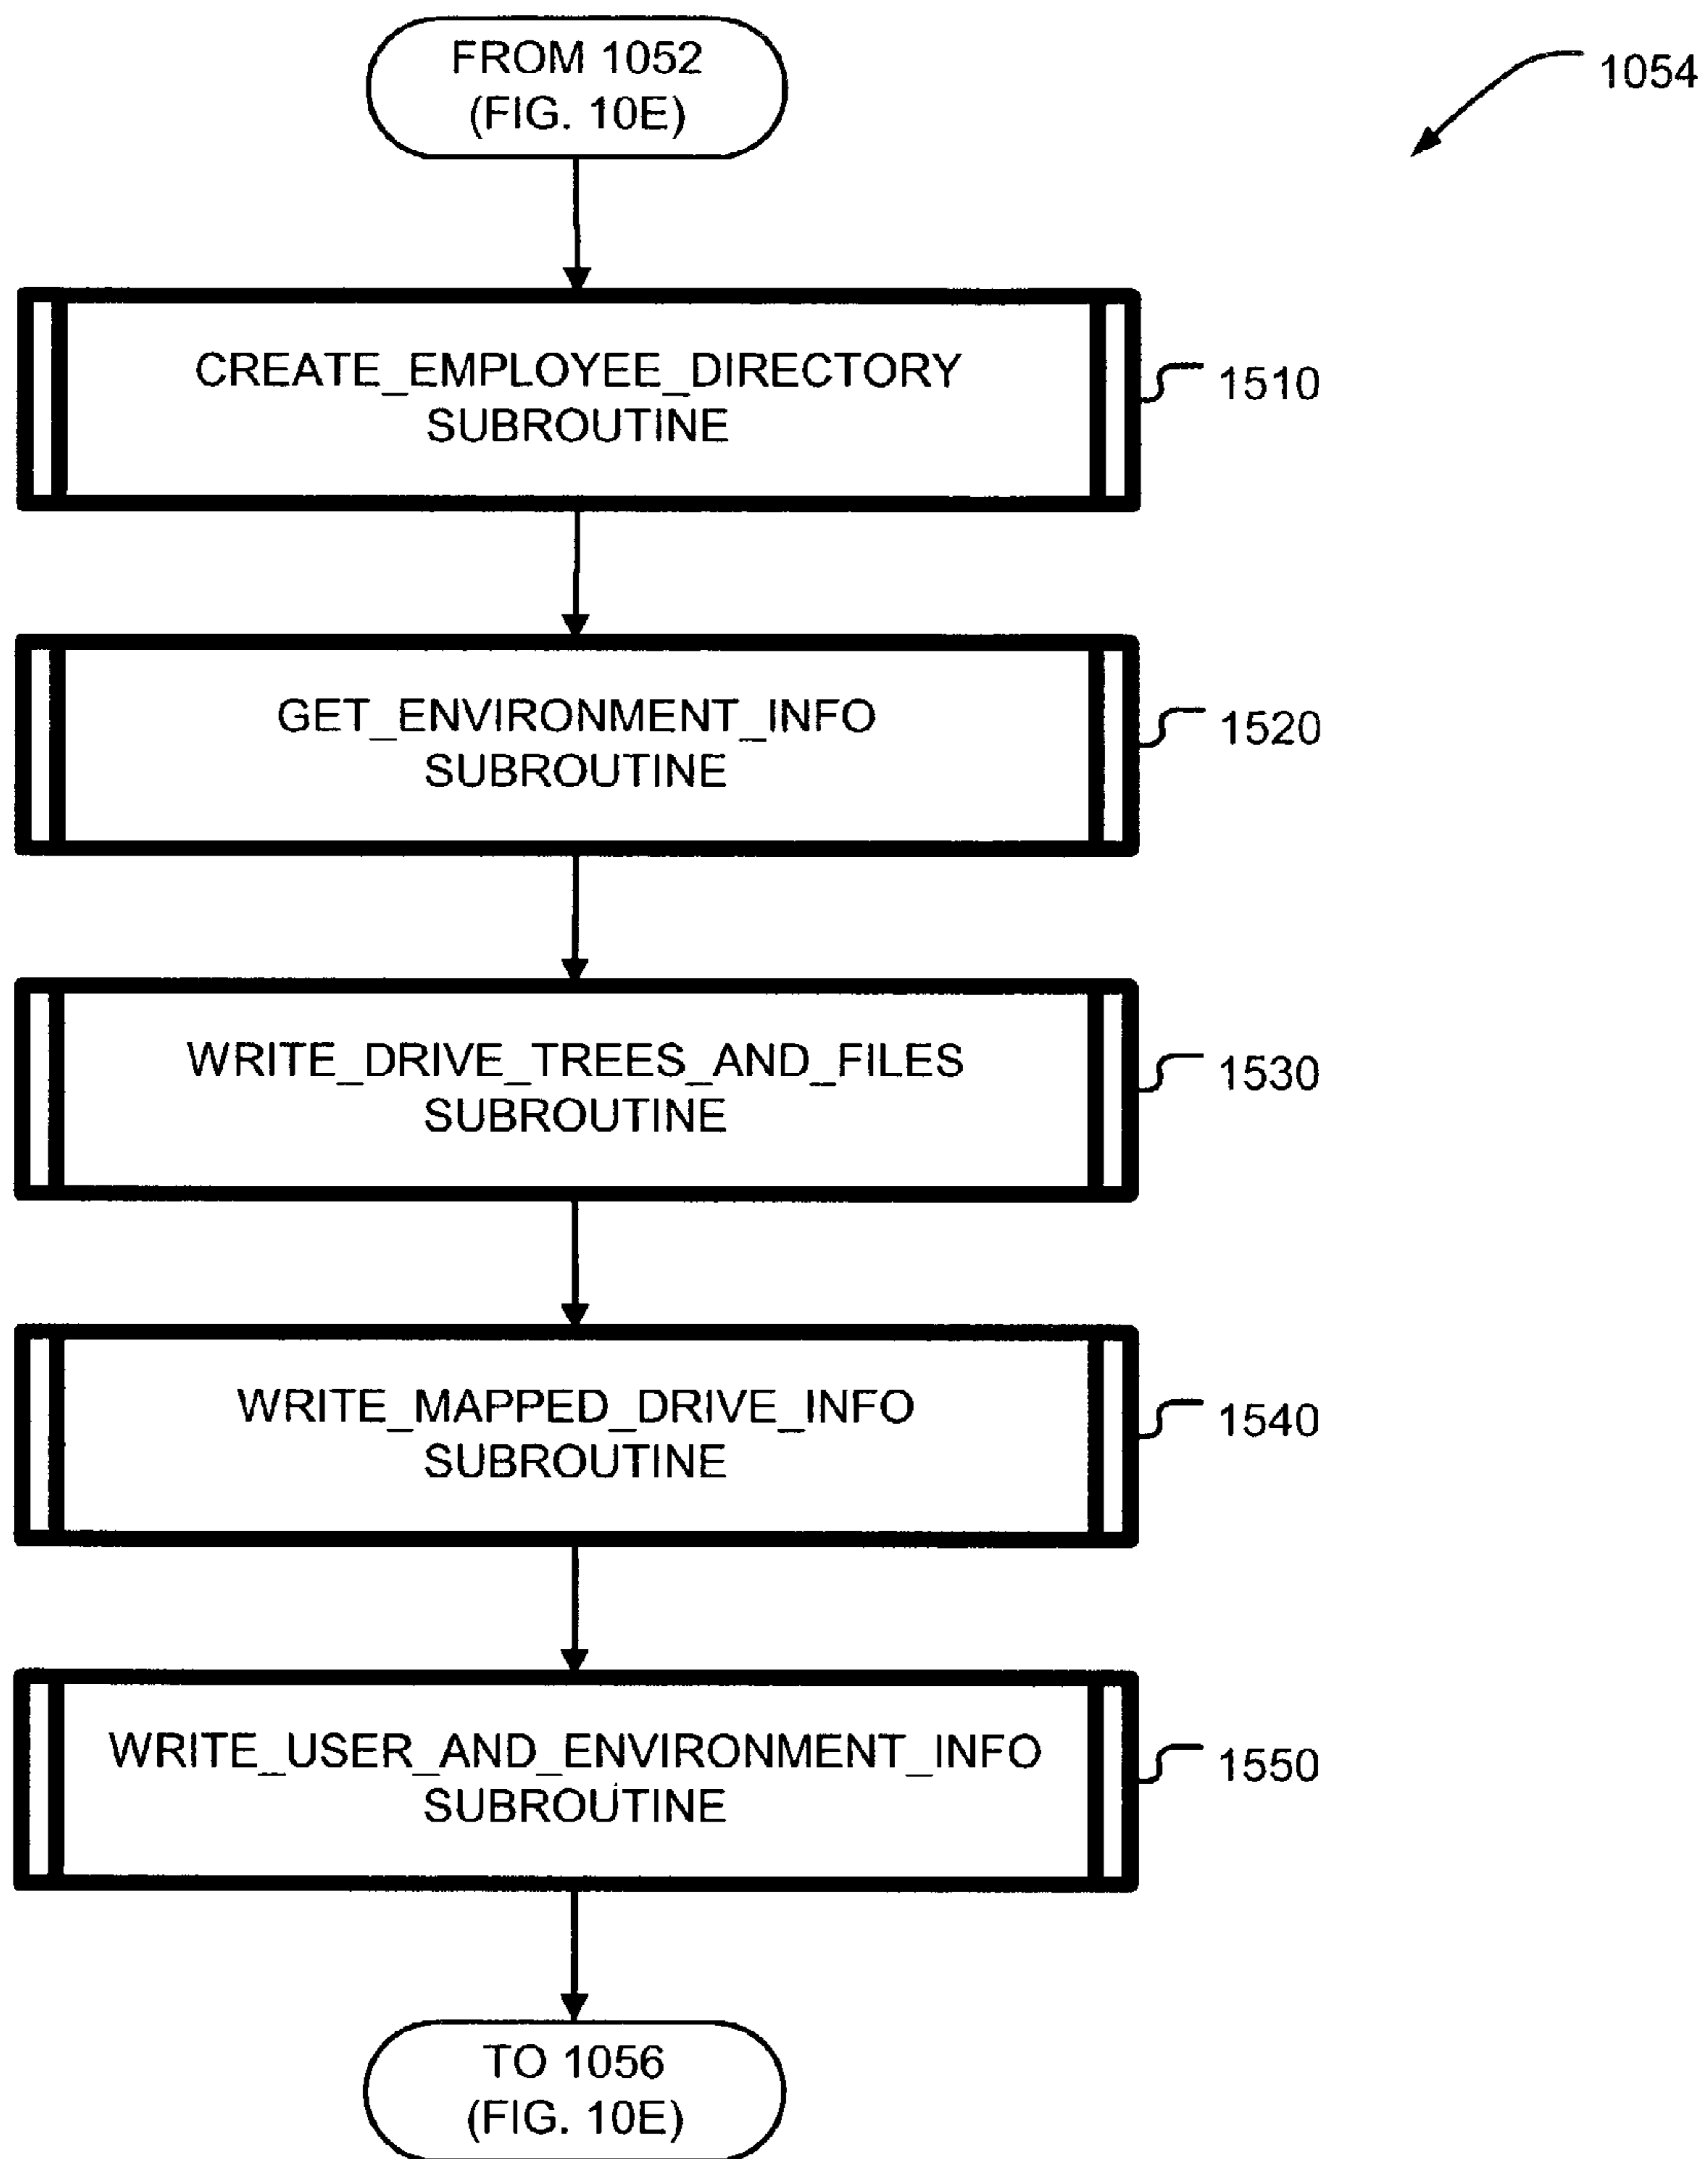 FROM 1052
(FIG. 10E)
1054
CREATE_EMPLOYEE_DIRECTORY
SUBROUTINE
1510
GET_ENVIRONMENT_INFO
SUBROUTINE
1520
WRITE_DRIVE_TREES_AND_FILES
SUBROUTINE
1530
WRITE_MAPPED_DRIVE_INFO
SUBROUTINE
1540
WRITE_USER_AND_ENVIRONMENT_INFO
SUBROUTINE
1550
TO 1056
(FIG. 10E)